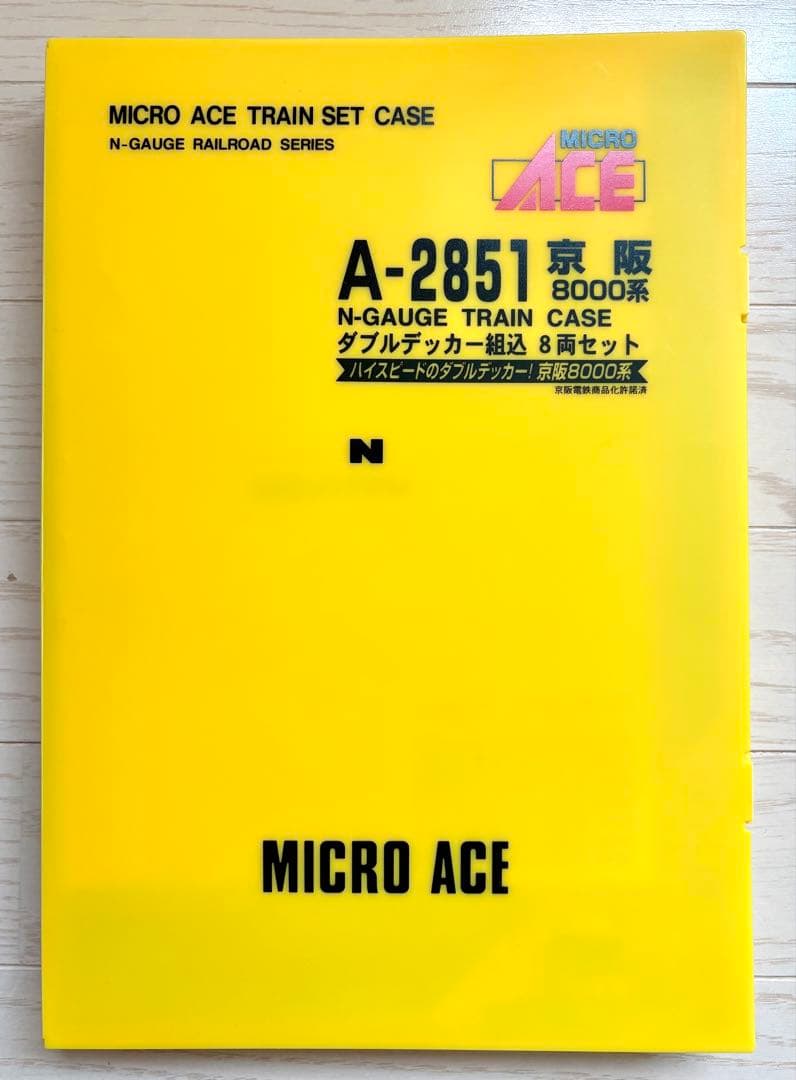 MICRO ACE TRAIN SET CASE
N-GAUGE RAILROAD SERIES
MICRO
ACE
A-2851 京阪
8000系
N-GAUGE TRAIN CASE
ダブルデッカー組込 8両セット
ハイスピードのダブルデッカー!京阪8000系
京阪電鉄商品化許諾済
N
MICRO ACE